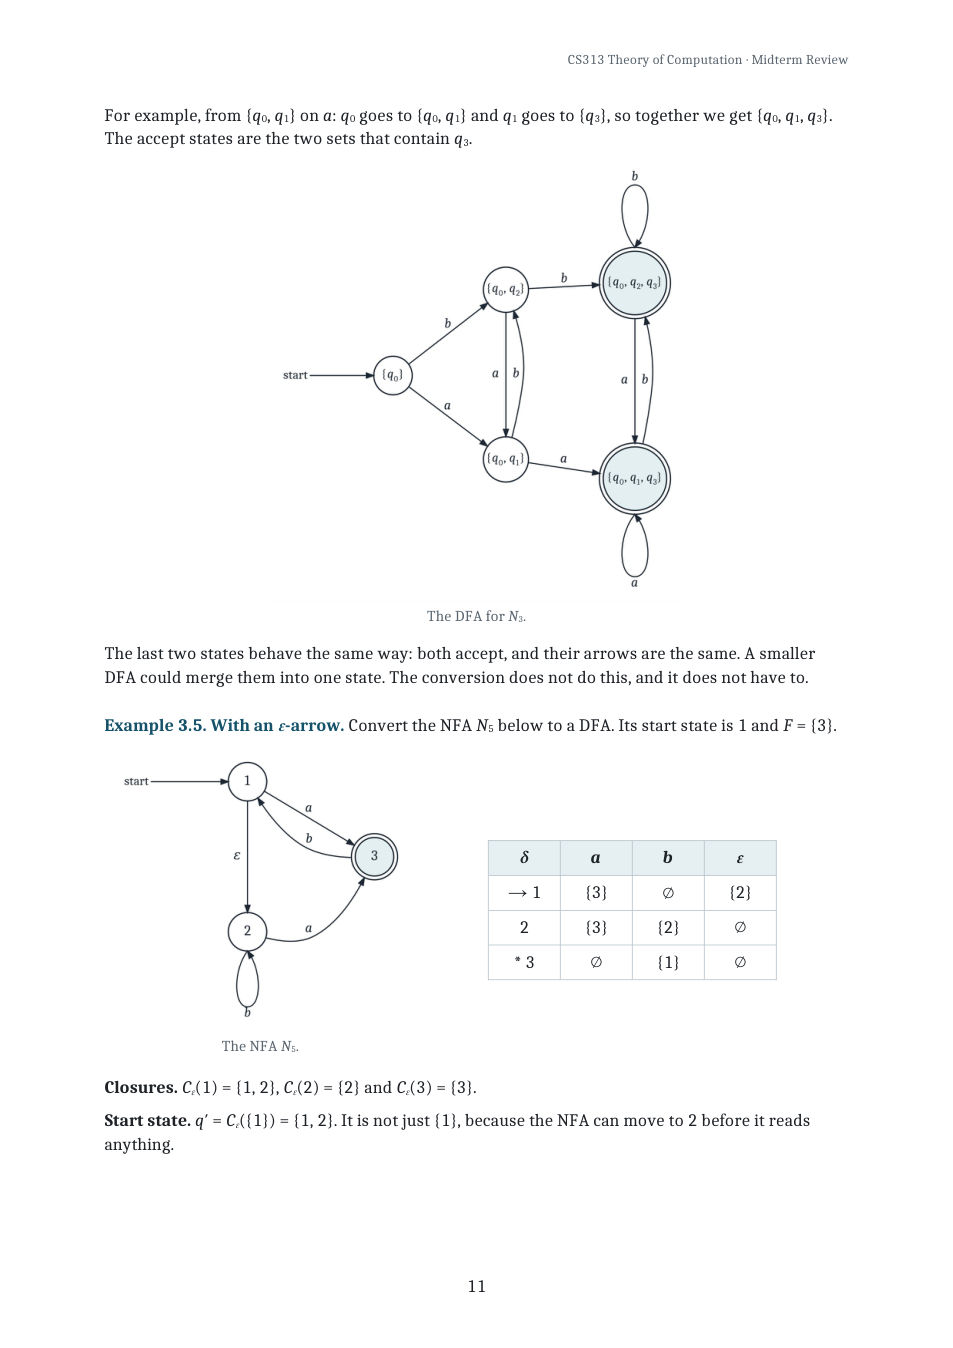 CS313 Theory of Computation · Midterm Review
For example, from {q₀, q₁} on a: q₀ goes to {q₀, q₁} and q₁ goes to {q₃}, so together we get {q₀, q₁, q₃}.
The accept states are the two sets that contain q₃.
b
{q₀, q₂}
b
{q₀, q₂, q₃}
b
start
{q₀}
a
b
a
b
a
{q₀, q₁}
a
{q₀, q₁, q₃}
a
The DFA for N₃.
The last two states behave the same way: both accept, and their arrows are the same. A smaller
DFA could merge them into one state. The conversion does not do this, and it does not have to.
Example 3.5. With an ε-arrow. Convert the NFA N₅ below to a DFA. Its start state is 1 and F = {3}.
start
1
a
b
ε
3
2
a
b
δ a b ε
→ 1 {3} ∅ {2}
2 {3} {2} ∅
* 3 ∅ {1} ∅
The NFA N₅.
Closures. Cε(1) = {1, 2}, Cε(2) = {2} and Cε(3) = {3}.
Start state. q′ = Cε({1}) = {1, 2}. It is not just {1}, because the NFA can move to 2 before it reads
anything.
11